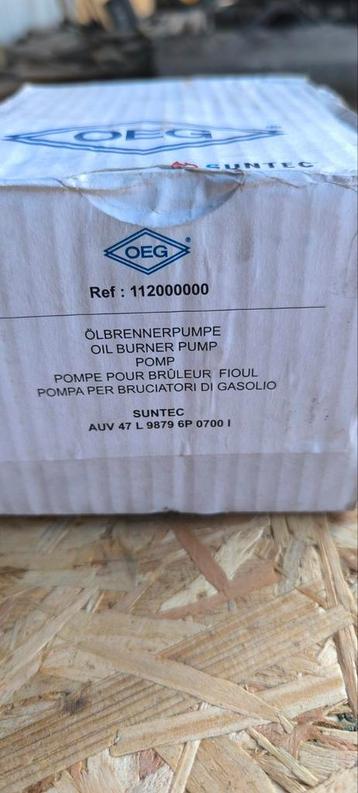 OEG®
SUNTEC
OEG®
Ref : 112000000
ÖLBRENNERPUMPE
OIL BURNER PUMP
POMP
POMPE POUR BRÛLEUR FIOUL
POMPA PER BRUCIATORI DI GASOLIO
SUNTEC
AUV 47 L 9879 6P 0700 I